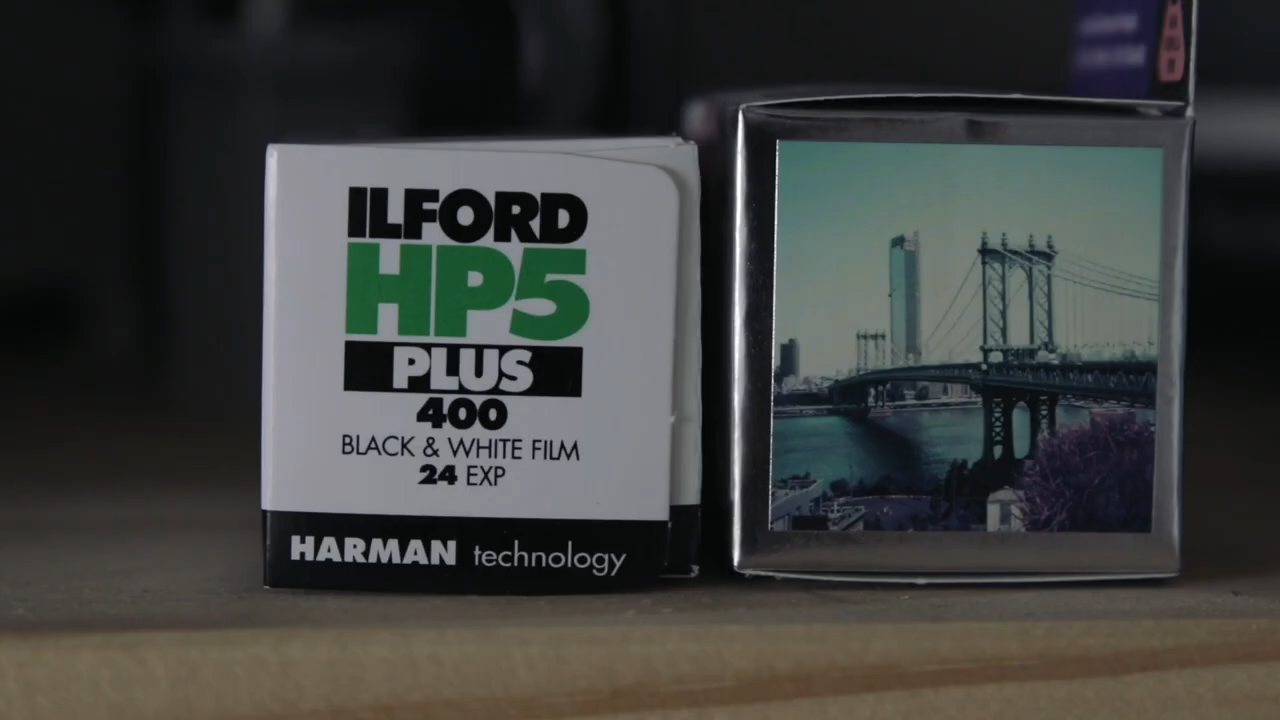 ILFORD
HP5
PLUS
400
BLACK & WHITE FILM
24 EXP
HARMAN technology